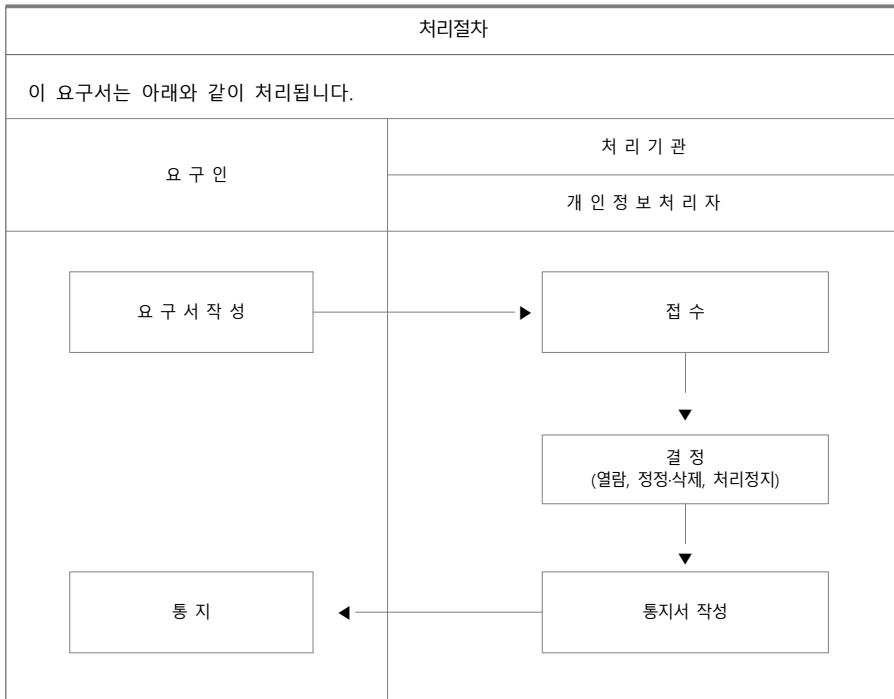 처리절차
이 요구서는 아래와 같이 처리됩니다.
요 구 인
처 리 기 관
개 인 정 보 처 리 자
요 구 서 작 성
접 수
결 정
(열람, 정정·삭제, 처리정지)
통 지
통지서 작성